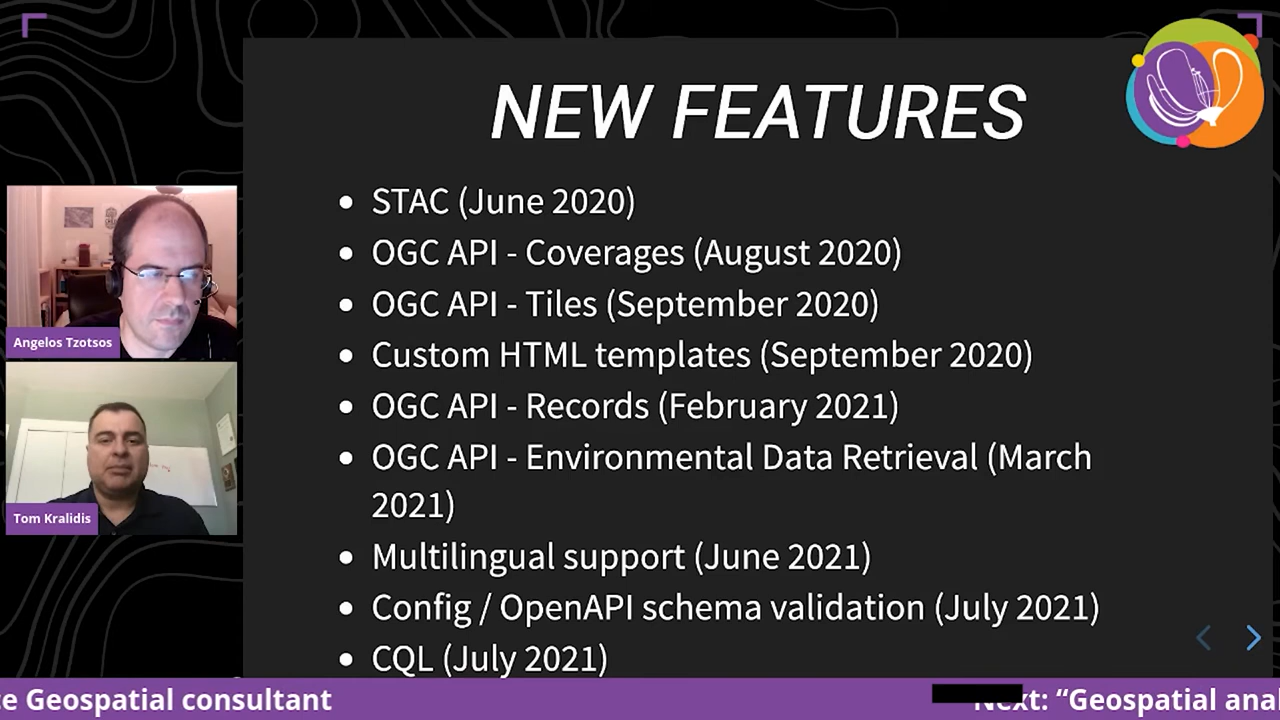 NEW FEATURES
STAC (June 2020)
OGC API - Coverages (August 2020)
OGC API - Tiles (September 2020)
Custom HTML templates (September 2020)
OGC API - Records (February 2021)
OGC API - Environmental Data Retrieval (March
2021)
Multilingual support (June 2021)
Config / OpenAPI schema validation (July 2021)
CQL (July 2021)
Angelos Tzotsos
Tom Kralidis
Geospatial consultant
“Geospatial